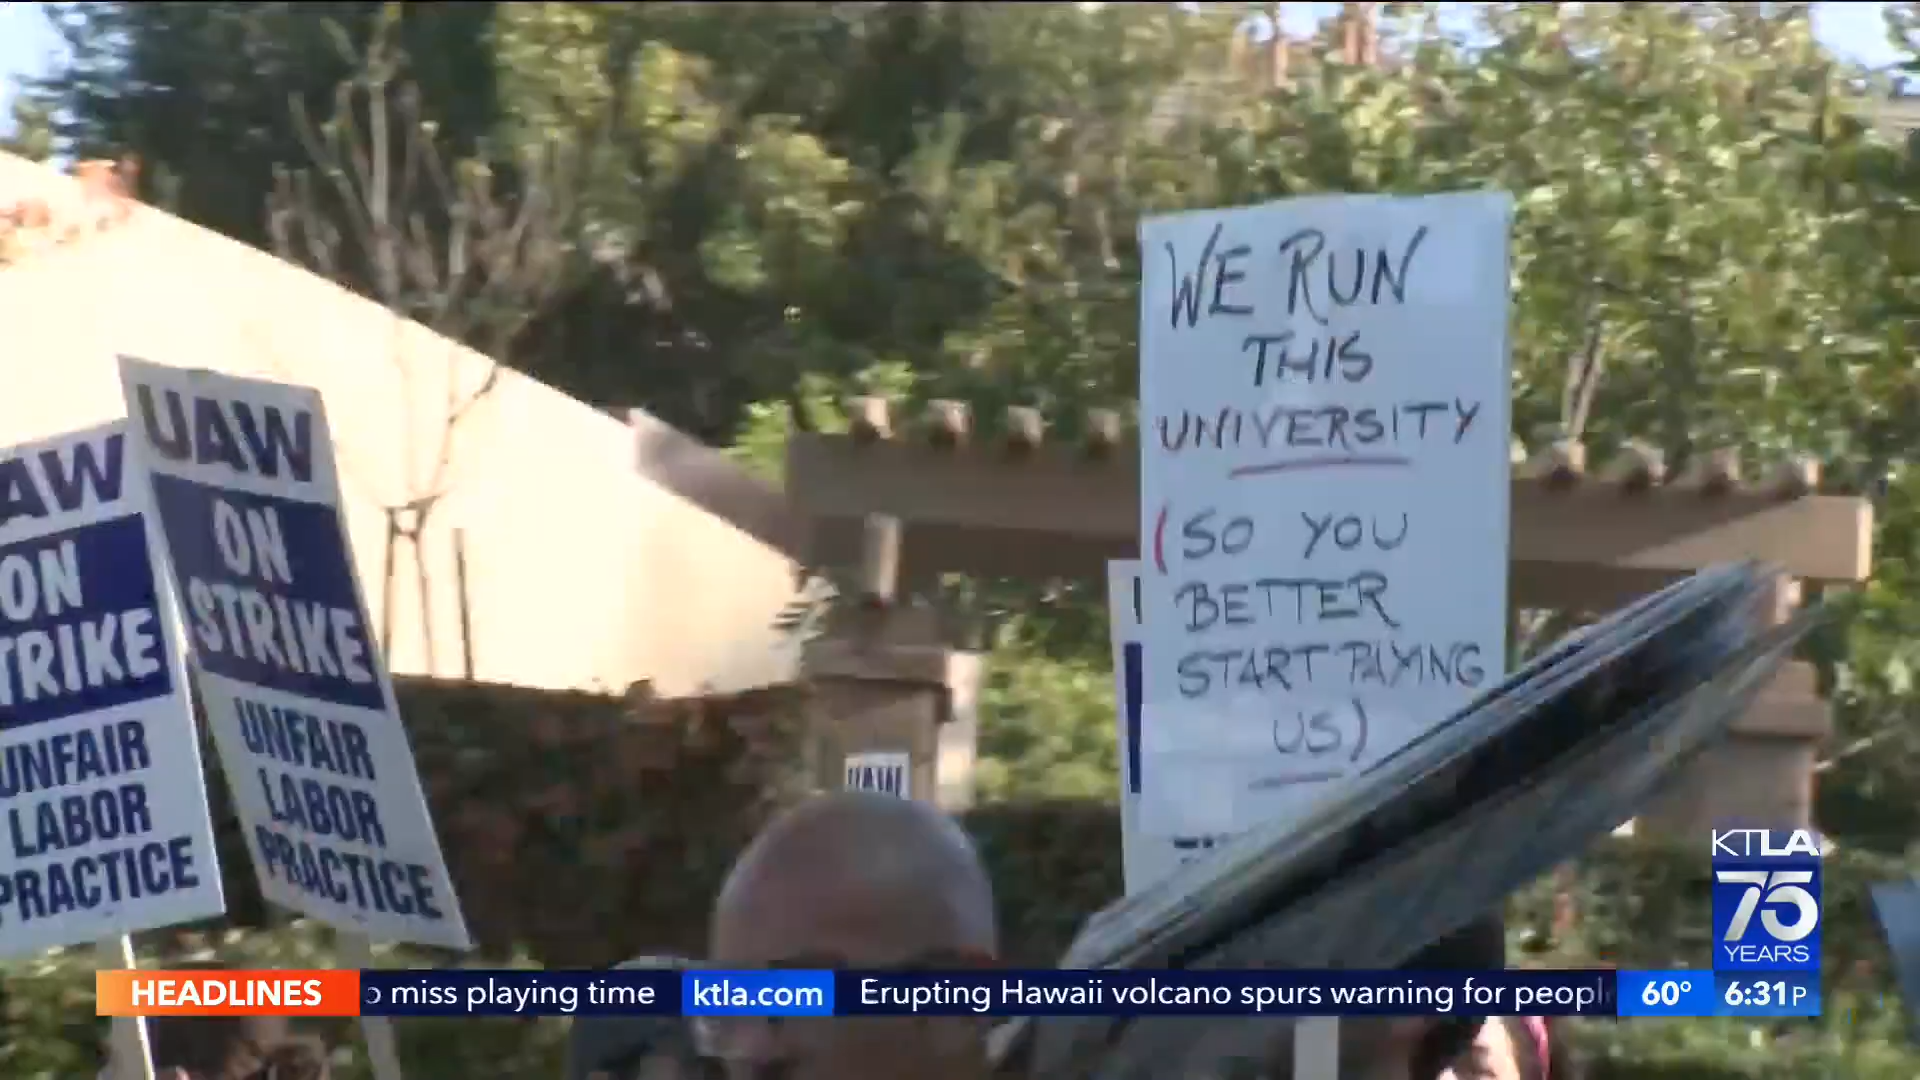 UAW
ON
STRIKE
UNFAIR
LABOR
PRACTICE
AW
ON
TRIKE
UNFAIR
LABOR
PRACTICE
WE RUN
THIS
UNIVERSITY
(SO YOU
BETTER
START PAYING
US)
UAW
KTLA
75
YEARS
HEADLINES
miss playing time
ktla.com
Erupting Hawaii volcano spurs warning for peopl
60°
6:31P